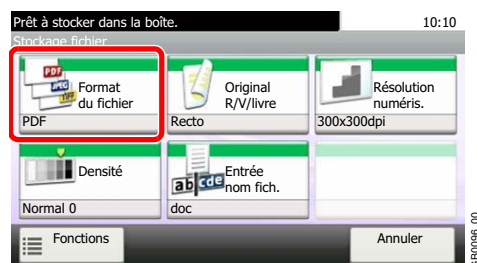 Prêt à stocker dans la boîte.
10:10
Stockage fichier
PDF
JPEG
TIFF
Format
du fichier
PDF
Original
R/V/livre
Recto
Résolution
numéris.
300x300dpi
Densité
Normal 0
ab cde
Entrée
nom fich.
doc
Fonctions
Annuler